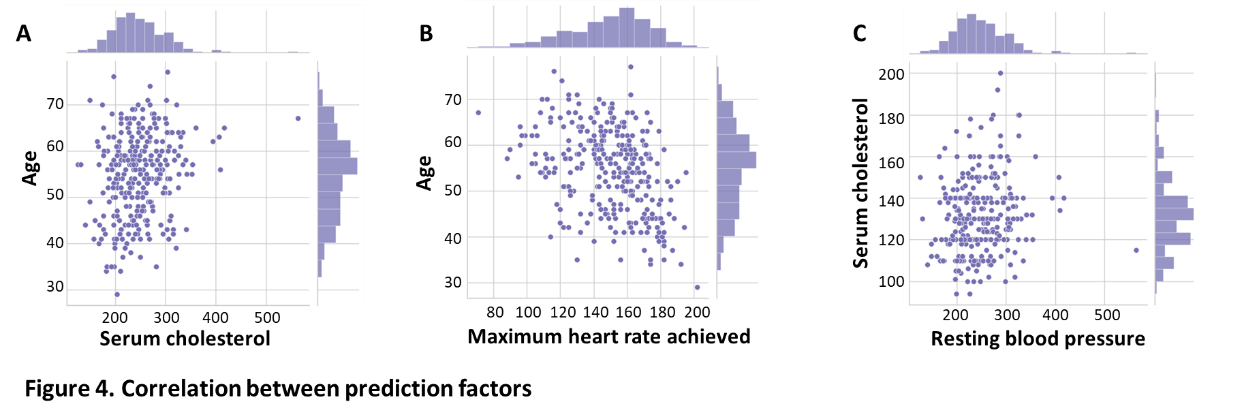 A
70
60
50
40
30
Age
200 300 400 500
Serum cholesterol
B
70
60
50
40
30
Age
80 100 120 140 160 180 200
Maximum heart rate achieved
C
200
180
160
140
120
100
Serum cholesterol
200 300 400 500
Resting blood pressure
Figure 4. Correlation between prediction factors